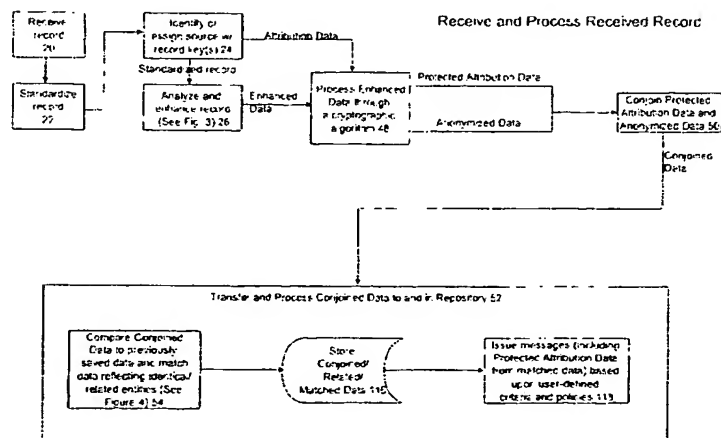 Receive and Process Received Record
Receive
record
20
Standardize
record
22
Identify or
assign source w/
record key(s) 24
Attribution Data
Standard and record
Analyze and
enhance record
(See Fig. 3) 26
Enhanced
Data
Process Enhanced
Data through
a cryptographic
algorithm 48
Protected Attribution Data
Anonymized Data
Conjoin Protected
Attribution Data and
Anonymized Data 50
Conjoined
Data
Transfer and Process Conjoined Data to and in Repository 52
Compare Conjoined
Data to previously
saved data and match
data reflecting identical/
related entities (See
Figure 4) 54
Store
Conjoined/
Related/
Matched Data 116
Issue messages (including
Protected Attribution Data
from matched data) based
upon user-defined
criteria and policies 118